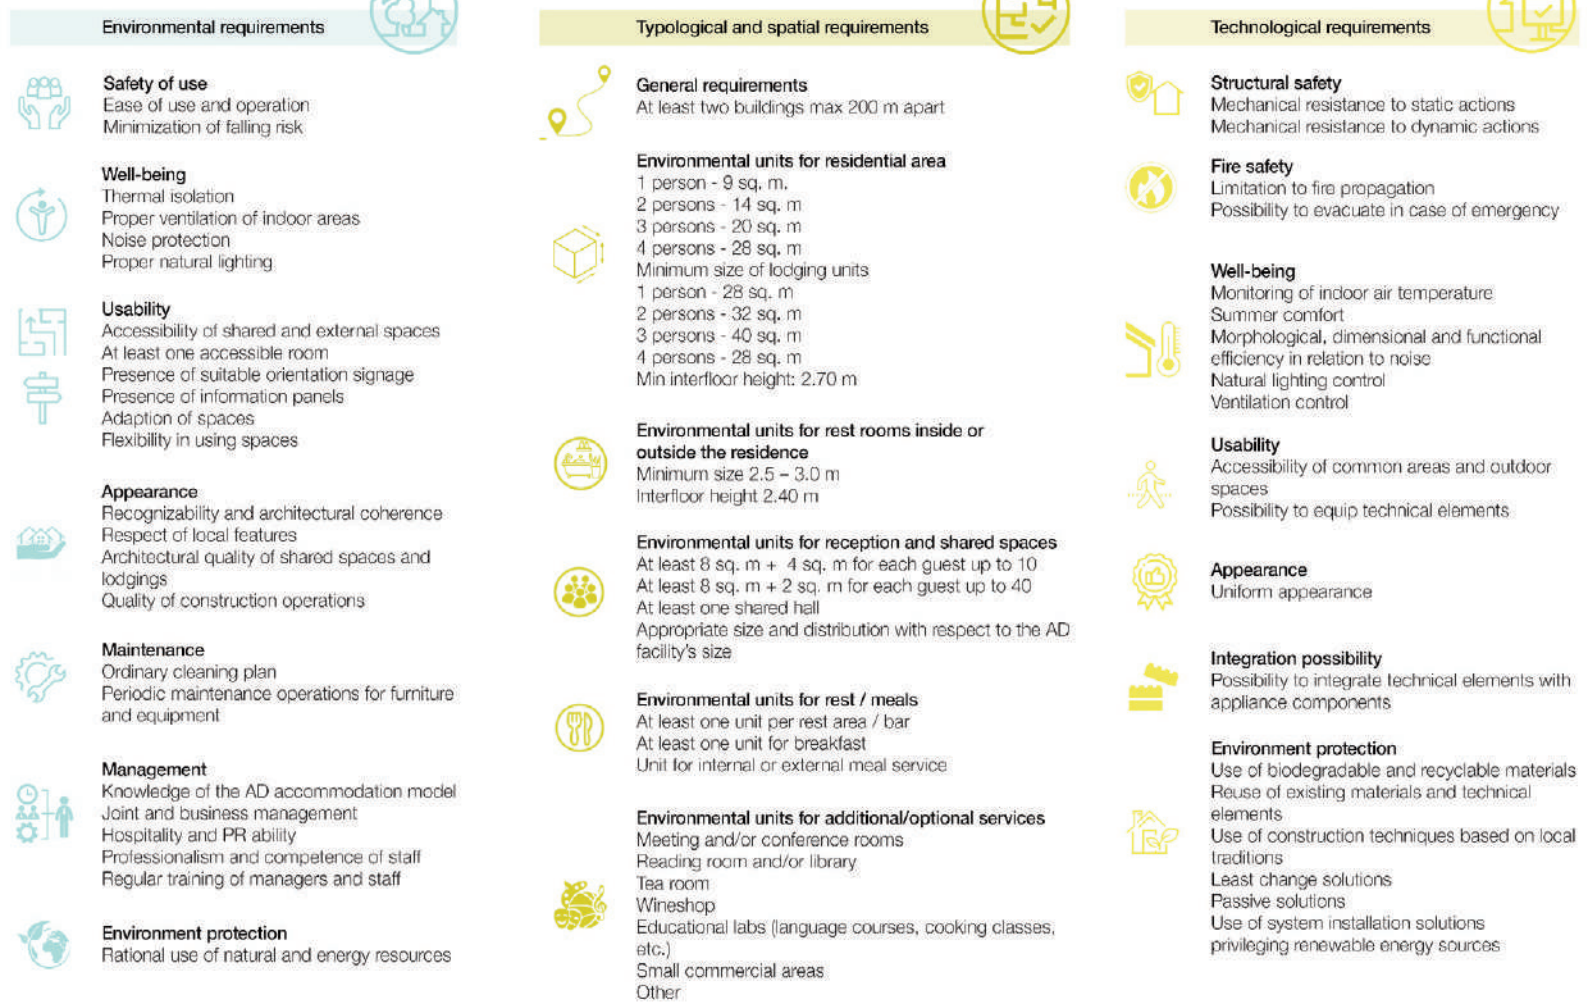 Environmental requirements
Safety of use
Ease of use and operation
Minimization of falling risk
Well-being
Thermal isolation
Proper ventilation of indoor areas
Noise protection
Proper natural lighting
Usability
Accessibility of shared and external spaces
At least one accessible room
Presence of suitable orientation signage
Presence of information panels
Adaption of spaces
Flexibility in using spaces
Appearance
Recognizability and architectural coherence
Respect of local features
Architectural quality of shared spaces and
lodgings
Quality of construction operations
Maintenance
Ordinary cleaning plan
Periodic maintenance operations for furniture
and equipment
Management
Knowledge of the AD accommodation model
Joint and business management
Hospitality and PR ability
Professionalism and competence of staff
Regular training of managers and staff
Environment protection
Rational use of natural and energy resources
Typological and spatial requirements
General requirements
At least two buildings max 200 m apart
Environmental units for residential area
1 person - 9 sq. m.
2 persons - 14 sq. m
3 persons - 20 sq. m
4 persons - 28 sq. m
Minimum size of lodging units
1 person - 28 sq. m
2 persons - 32 sq. m
3 persons - 40 sq. m
4 persons - 28 sq. m
Min interfloor height: 2.70 m
Environmental units for rest rooms inside or
outside the residence
Minimum size 2.5 – 3.0 m
Interfloor height 2.40 m
Environmental units for reception and shared spaces
At least 8 sq. m + 4 sq. m for each guest up to 10
At least 8 sq. m + 2 sq. m for each guest up to 40
At least one shared hall
Appropriate size and distribution with respect to the AD
facility's size
Environmental units for rest / meals
At least one unit per rest area / bar
At least one unit for breakfast
Unit for internal or external meal service
Environmental units for additional/optional services
Meeting and/or conference rooms
Reading room and/or library
Tea room
Wineshop
Educational labs (language courses, cooking classes,
etc.)
Small commercial areas
Other
Technological requirements
Structural safety
Mechanical resistance to static actions
Mechanical resistance to dynamic actions
Fire safety
Limitation to fire propagation
Possibility to evacuate in case of emergency
Well-being
Monitoring of indoor air temperature
Summer comfort
Morphological, dimensional and functional
efficiency in relation to noise
Natural lighting control
Ventilation control
Usability
Accessibility of common areas and outdoor
spaces
Possibility to equip technical elements
Appearance
Uniform appearance
Integration possibility
Possibility to integrate technical elements with
appliance components
Environment protection
Use of biodegradable and recyclable materials
Reuse of existing materials and technical
elements
Use of construction techniques based on local
traditions
Least change solutions
Passive solutions
Use of system installation solutions
privileging renewable energy sources